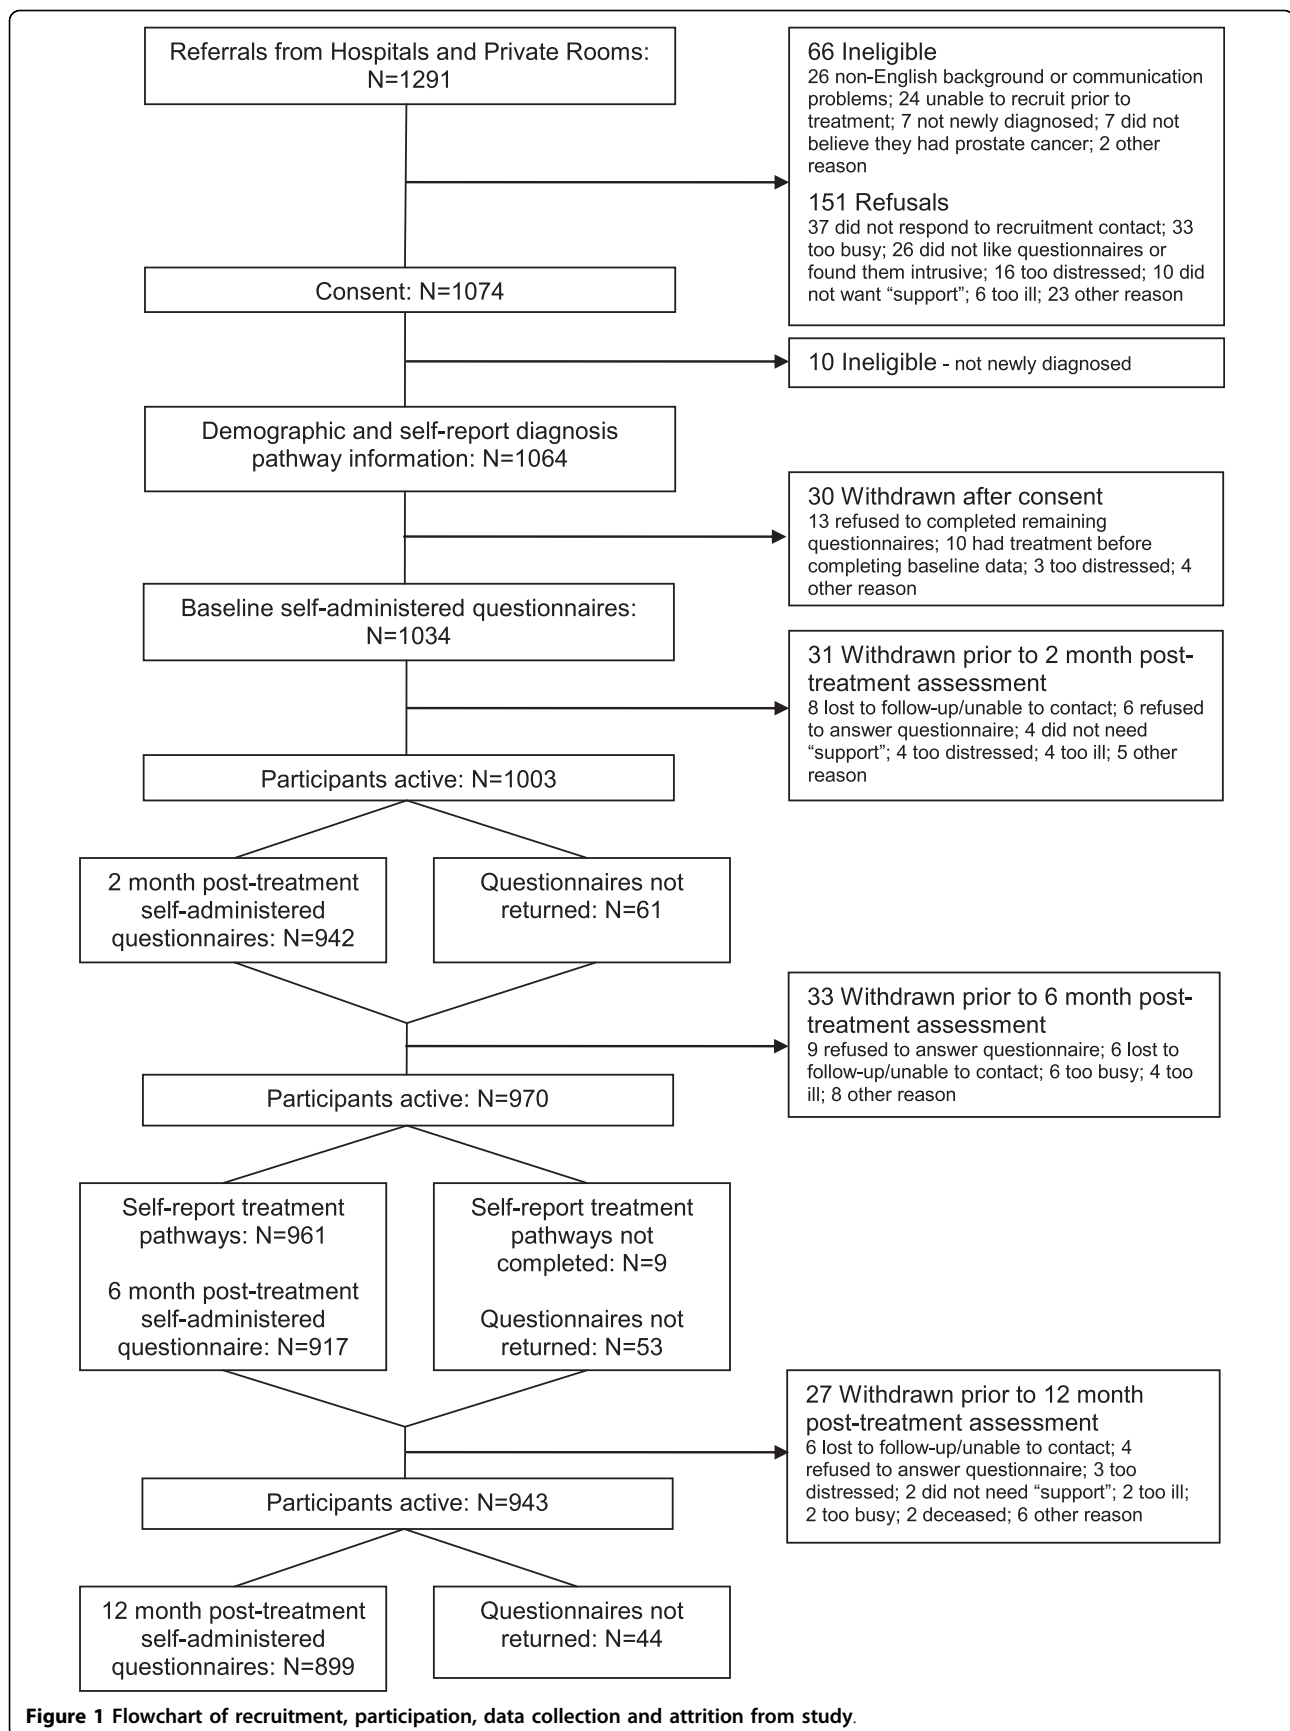 Referrals from Hospitals and Private Rooms:
N=1291
66 Ineligible
26 non-English background or communication
problems; 24 unable to recruit prior to
treatment; 7 not newly diagnosed; 7 did not
believe they had prostate cancer; 2 other
reason
151 Refusals
37 did not respond to recruitment contact; 33
too busy; 26 did not like questionnaires or
found them intrusive; 16 too distressed; 10 did
not want “support”; 6 too ill; 23 other reason
Consent: N=1074
10 Ineligible - not newly diagnosed
Demographic and self-report diagnosis
pathway information: N=1064
30 Withdrawn after consent
13 refused to completed remaining
questionnaires; 10 had treatment before
completing baseline data; 3 too distressed; 4
other reason
Baseline self-administered questionnaires:
N=1034
31 Withdrawn prior to 2 month post-
treatment assessment
8 lost to follow-up/unable to contact; 6 refused
to answer questionnaire; 4 did not need
“support”; 4 too distressed; 4 too ill; 5 other
reason
Participants active: N=1003
2 month post-treatment
self-administered
questionnaires: N=942
Questionnaires not
returned: N=61
33 Withdrawn prior to 6 month post-
treatment assessment
9 refused to answer questionnaire; 6 lost to
follow-up/unable to contact; 6 too busy; 4 too
ill; 8 other reason
Participants active: N=970
Self-report treatment
pathways: N=961
6 month post-treatment
self-administered
questionnaire: N=917
Self-report treatment
pathways not
completed: N=9
Questionnaires not
returned: N=53
27 Withdrawn prior to 12 month
post-treatment assessment
6 lost to follow-up/unable to contact; 4
refused to answer questionnaire; 3 too
distressed; 2 did not need “support”; 2 too ill;
2 too busy; 2 deceased; 6 other reason
Participants active: N=943
12 month post-treatment
self-administered
questionnaires: N=899
Questionnaires not
returned: N=44
Figure 1 Flowchart of recruitment, participation, data collection and attrition from study.